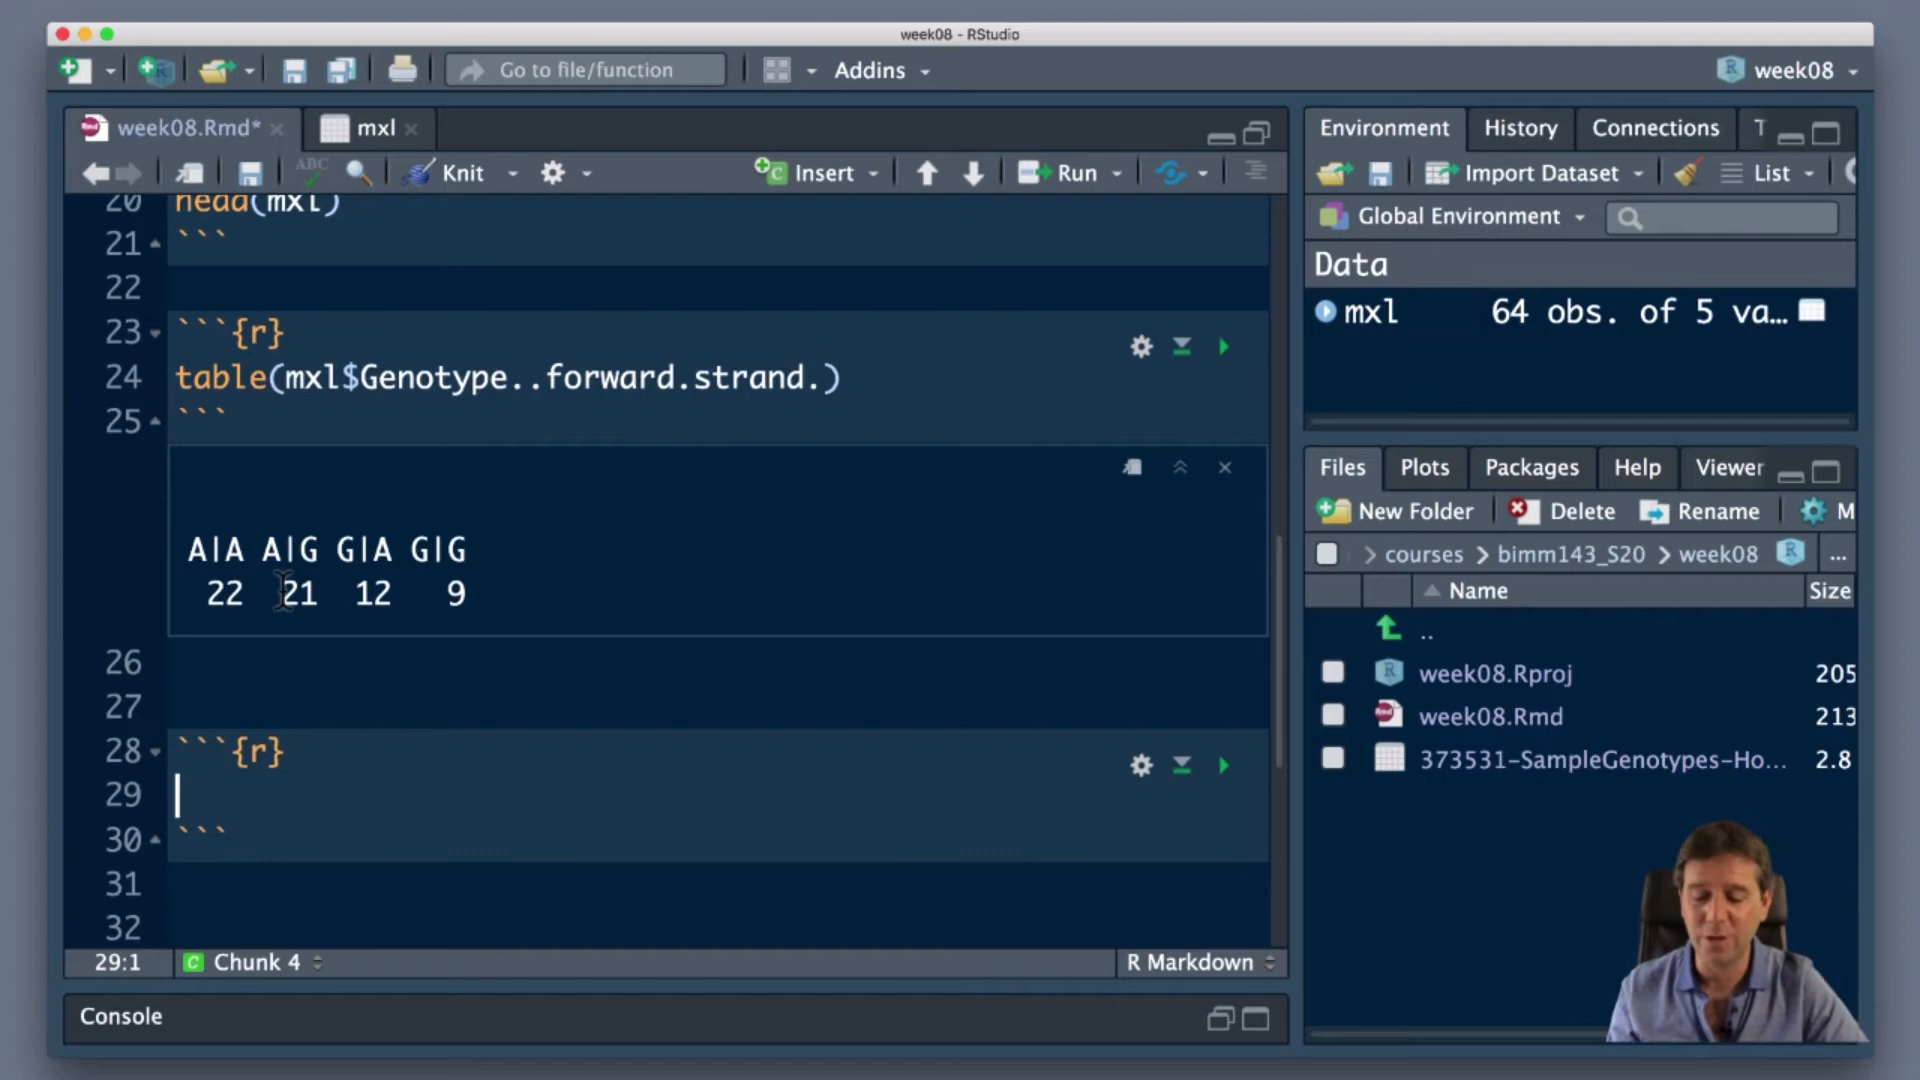 week08 - RStudio
Go to file/function
Addins
week08
week08.Rmd*
mxl
ABC
Knit
Insert
Run
20 head(mxl)
21 ```
22
23 ```{r}
24 table(mxl$Genotype..forward.strand.)
25 ```
A|A A|G G|A G|G
22 21 12 9
26
27
28 ```{r}
29
30 ```
31
32
29:1
C Chunk 4
R Markdown
Console
Environment
History
Connections
T
Import Dataset
List
Global Environment
Data
mxl 64 obs. of 5 va…
Files
Plots
Packages
Help
Viewer
New Folder
Delete
Rename
M
courses
bimm143_S20
week08
...
Name
Size
..
week08.Rproj 205
week08.Rmd 213
373531-SampleGenotypes-Ho... 2.8